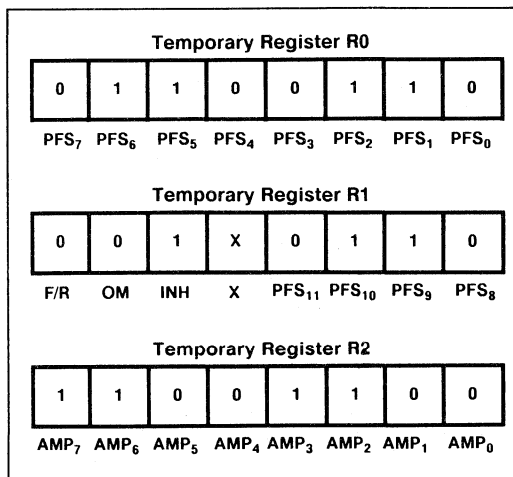 Temporary Register R0
0 1 1 0 0 1 1 0
PFS₇ PFS₆ PFS₅ PFS₄ PFS₃ PFS₂ PFS₁ PFS₀
Temporary Register R1
0 0 1 X 0 1 1 0
F/R OM INH X PFS₁₁ PFS₁₀ PFS₉ PFS₈
Temporary Register R2
1 1 0 0 1 1 0 0
AMP₇ AMP₆ AMP₅ AMP₄ AMP₃ AMP₂ AMP₁ AMP₀